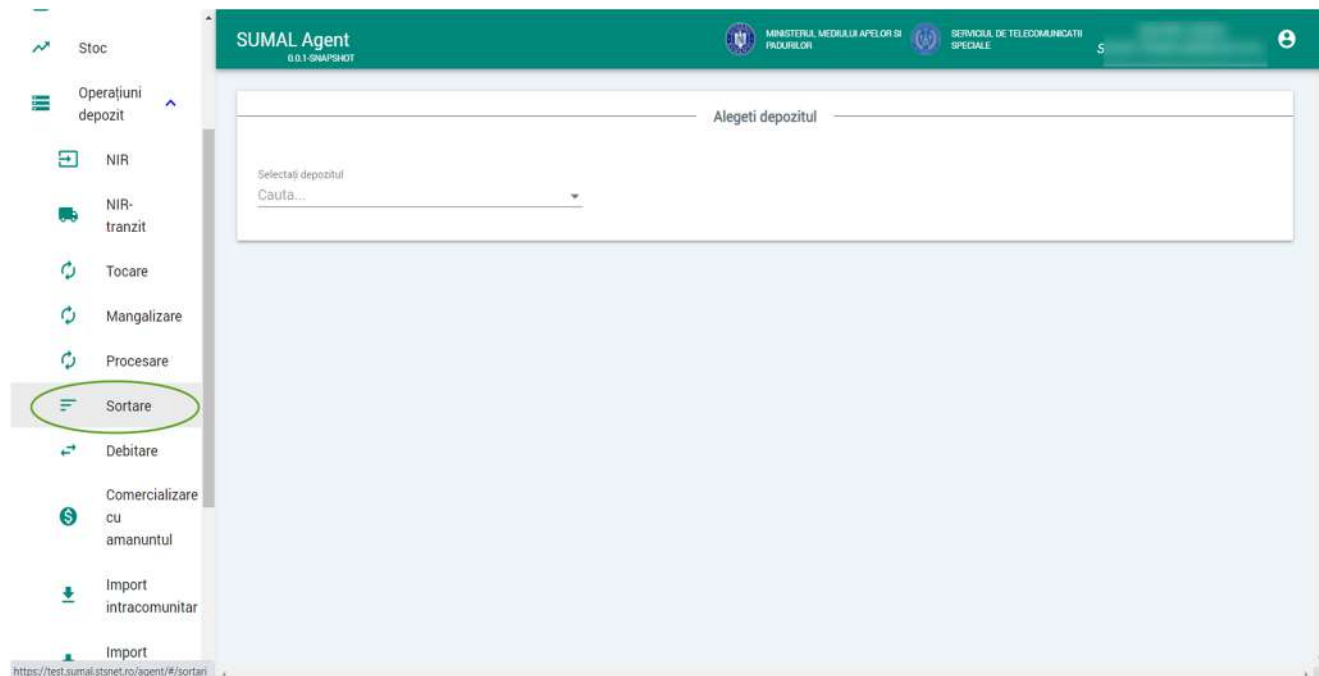 Stoc
Operațiuni
depozit
NIR
NIR-
tranzit
Tocare
Mangalizare
Procesare
Sortare
Debitare
Comercializare
cu
amanuntul
Import
intracomunitar
Import
https://test.sumal.stsnet.ro/agent/#/sortari
SUMAL Agent
0.0.1-SNAPSHOT
MINISTERUL MEDIULUI APELOR SI
PADURILOR
SERVICIUL DE TELECOMUNICATII
SPECIALE
S
Alegeti depozitul
Selectați depozitul
Cauta...